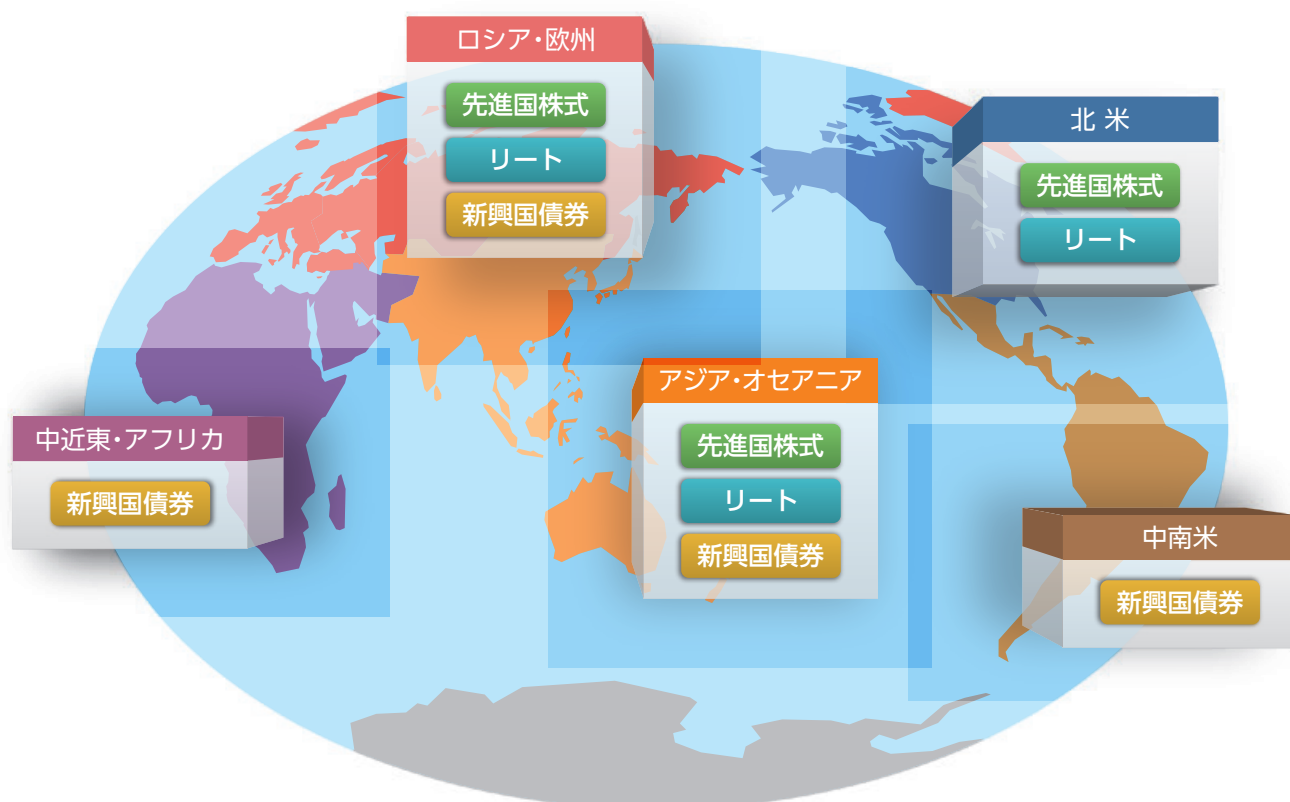 ロシア・欧州
先進国株式
リート
新興国債券
北米
先進国株式
リート
アジア・オセアニア
先進国株式
リート
新興国債券
中近東・アフリカ
新興国債券
中南米
新興国債券